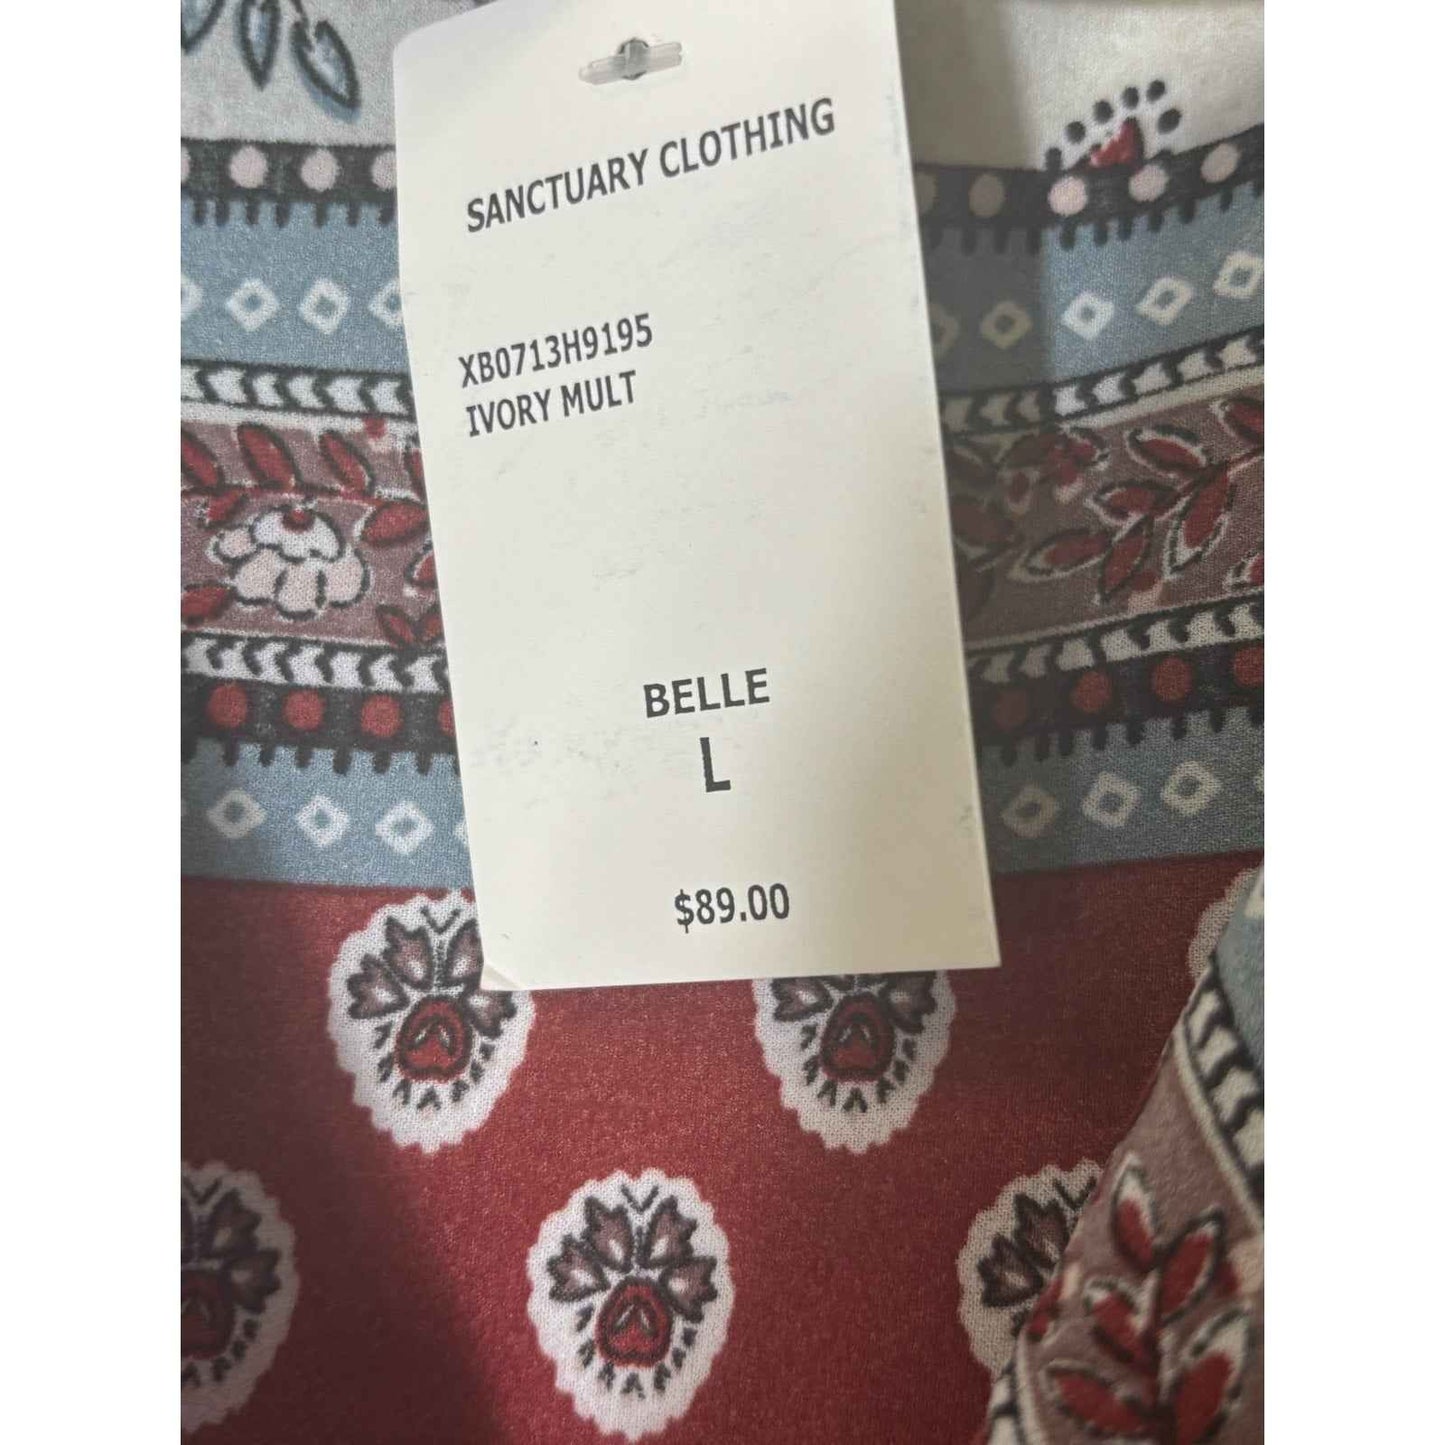 SANCTUARY CLOTHING
XB0713H9195
IVORY MULT
BELLE
L
$89.00